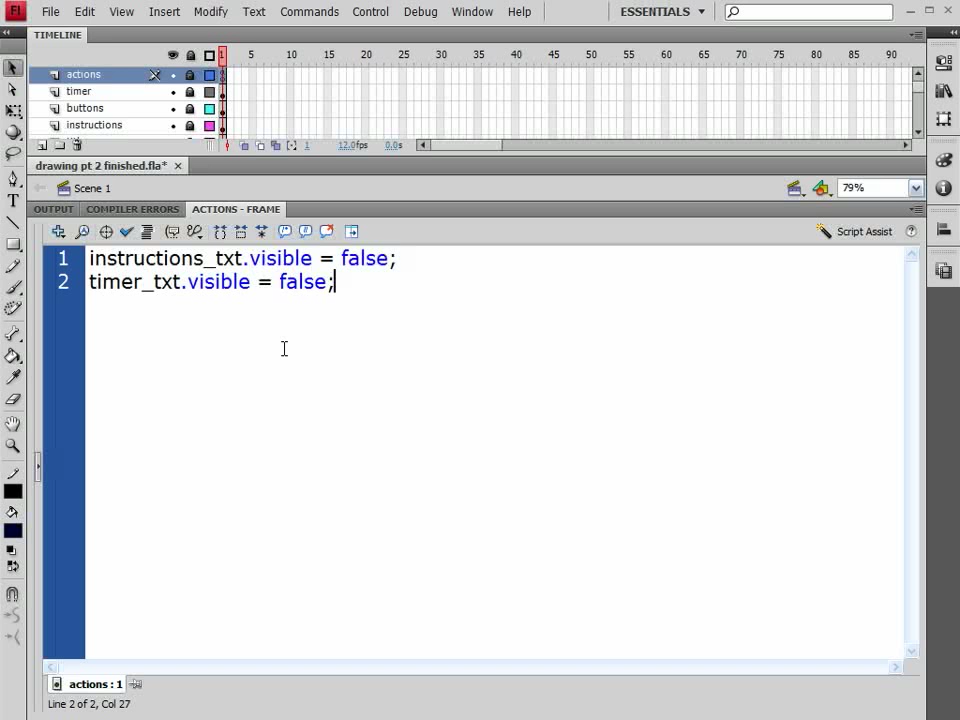 Fl File Edit View Insert Modify Text Commands Control Debug Window Help ESSENTIALS
TIMELINE
1 5 10 15 20 25 30 35 40 45 50 55 60 65 70 75 80 85 90
actions
timer
buttons
instructions
1 12.0fps 0.0s
drawing pt 2 finished.fla*
Scene 1 79%
OUTPUT COMPILER ERRORS ACTIONS - FRAME
Script Assist
1 instructions_txt.visible = false;
2 timer_txt.visible = false;
actions : 1
Line 2 of 2, Col 27